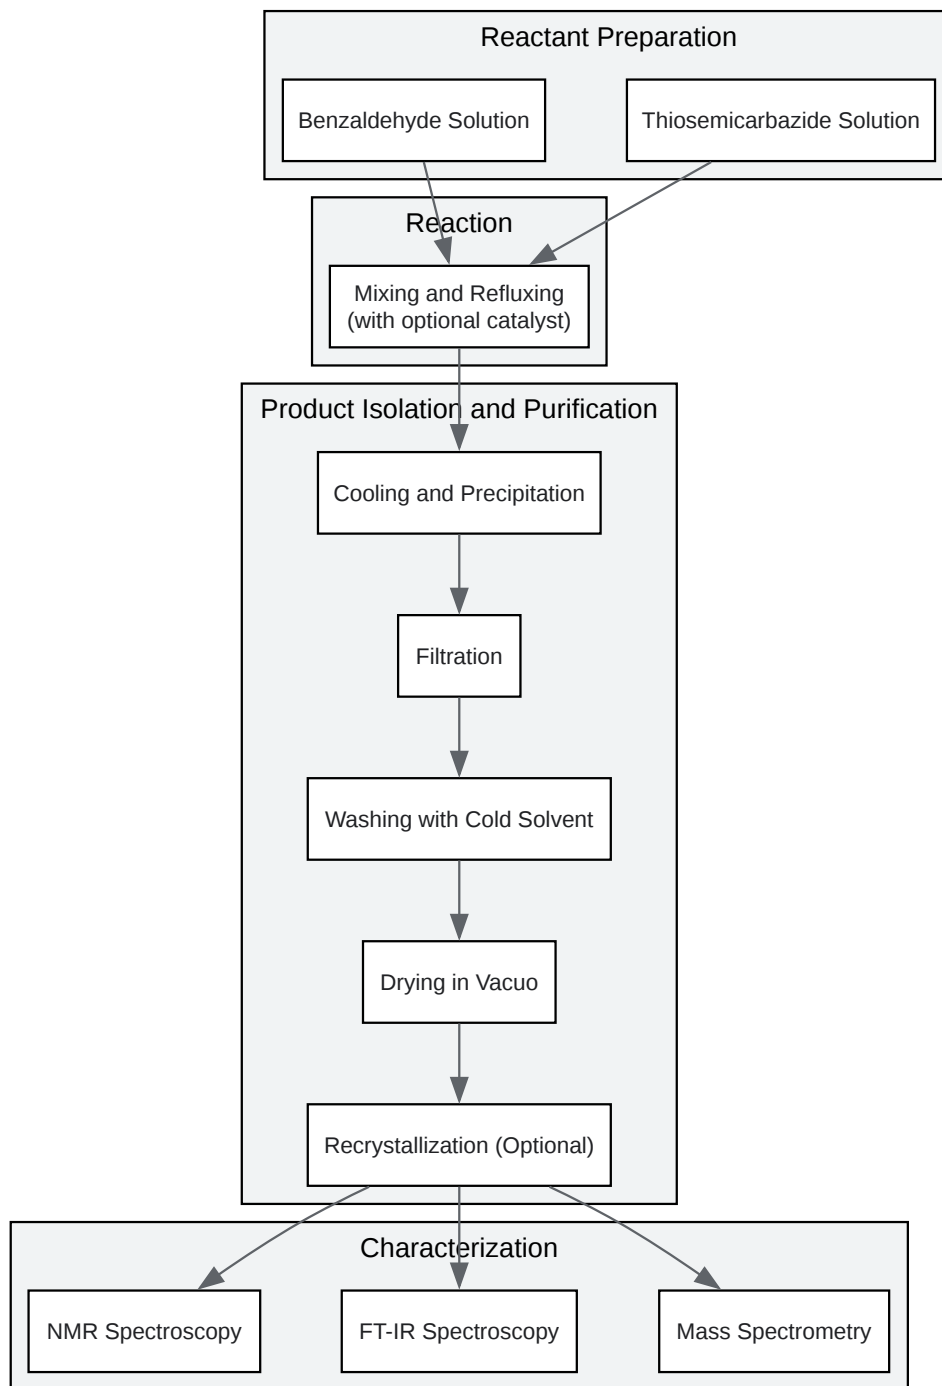 Reactant Preparation
Benzaldehyde Solution
Thiosemicarbazide Solution
Reaction
Mixing and Refluxing
(with optional catalyst)
Product Isolation and Purification
Cooling and Precipitation
Filtration
Washing with Cold Solvent
Drying in Vacuo
Recrystallization (Optional)
Characterization
NMR Spectroscopy
FT-IR Spectroscopy
Mass Spectrometry